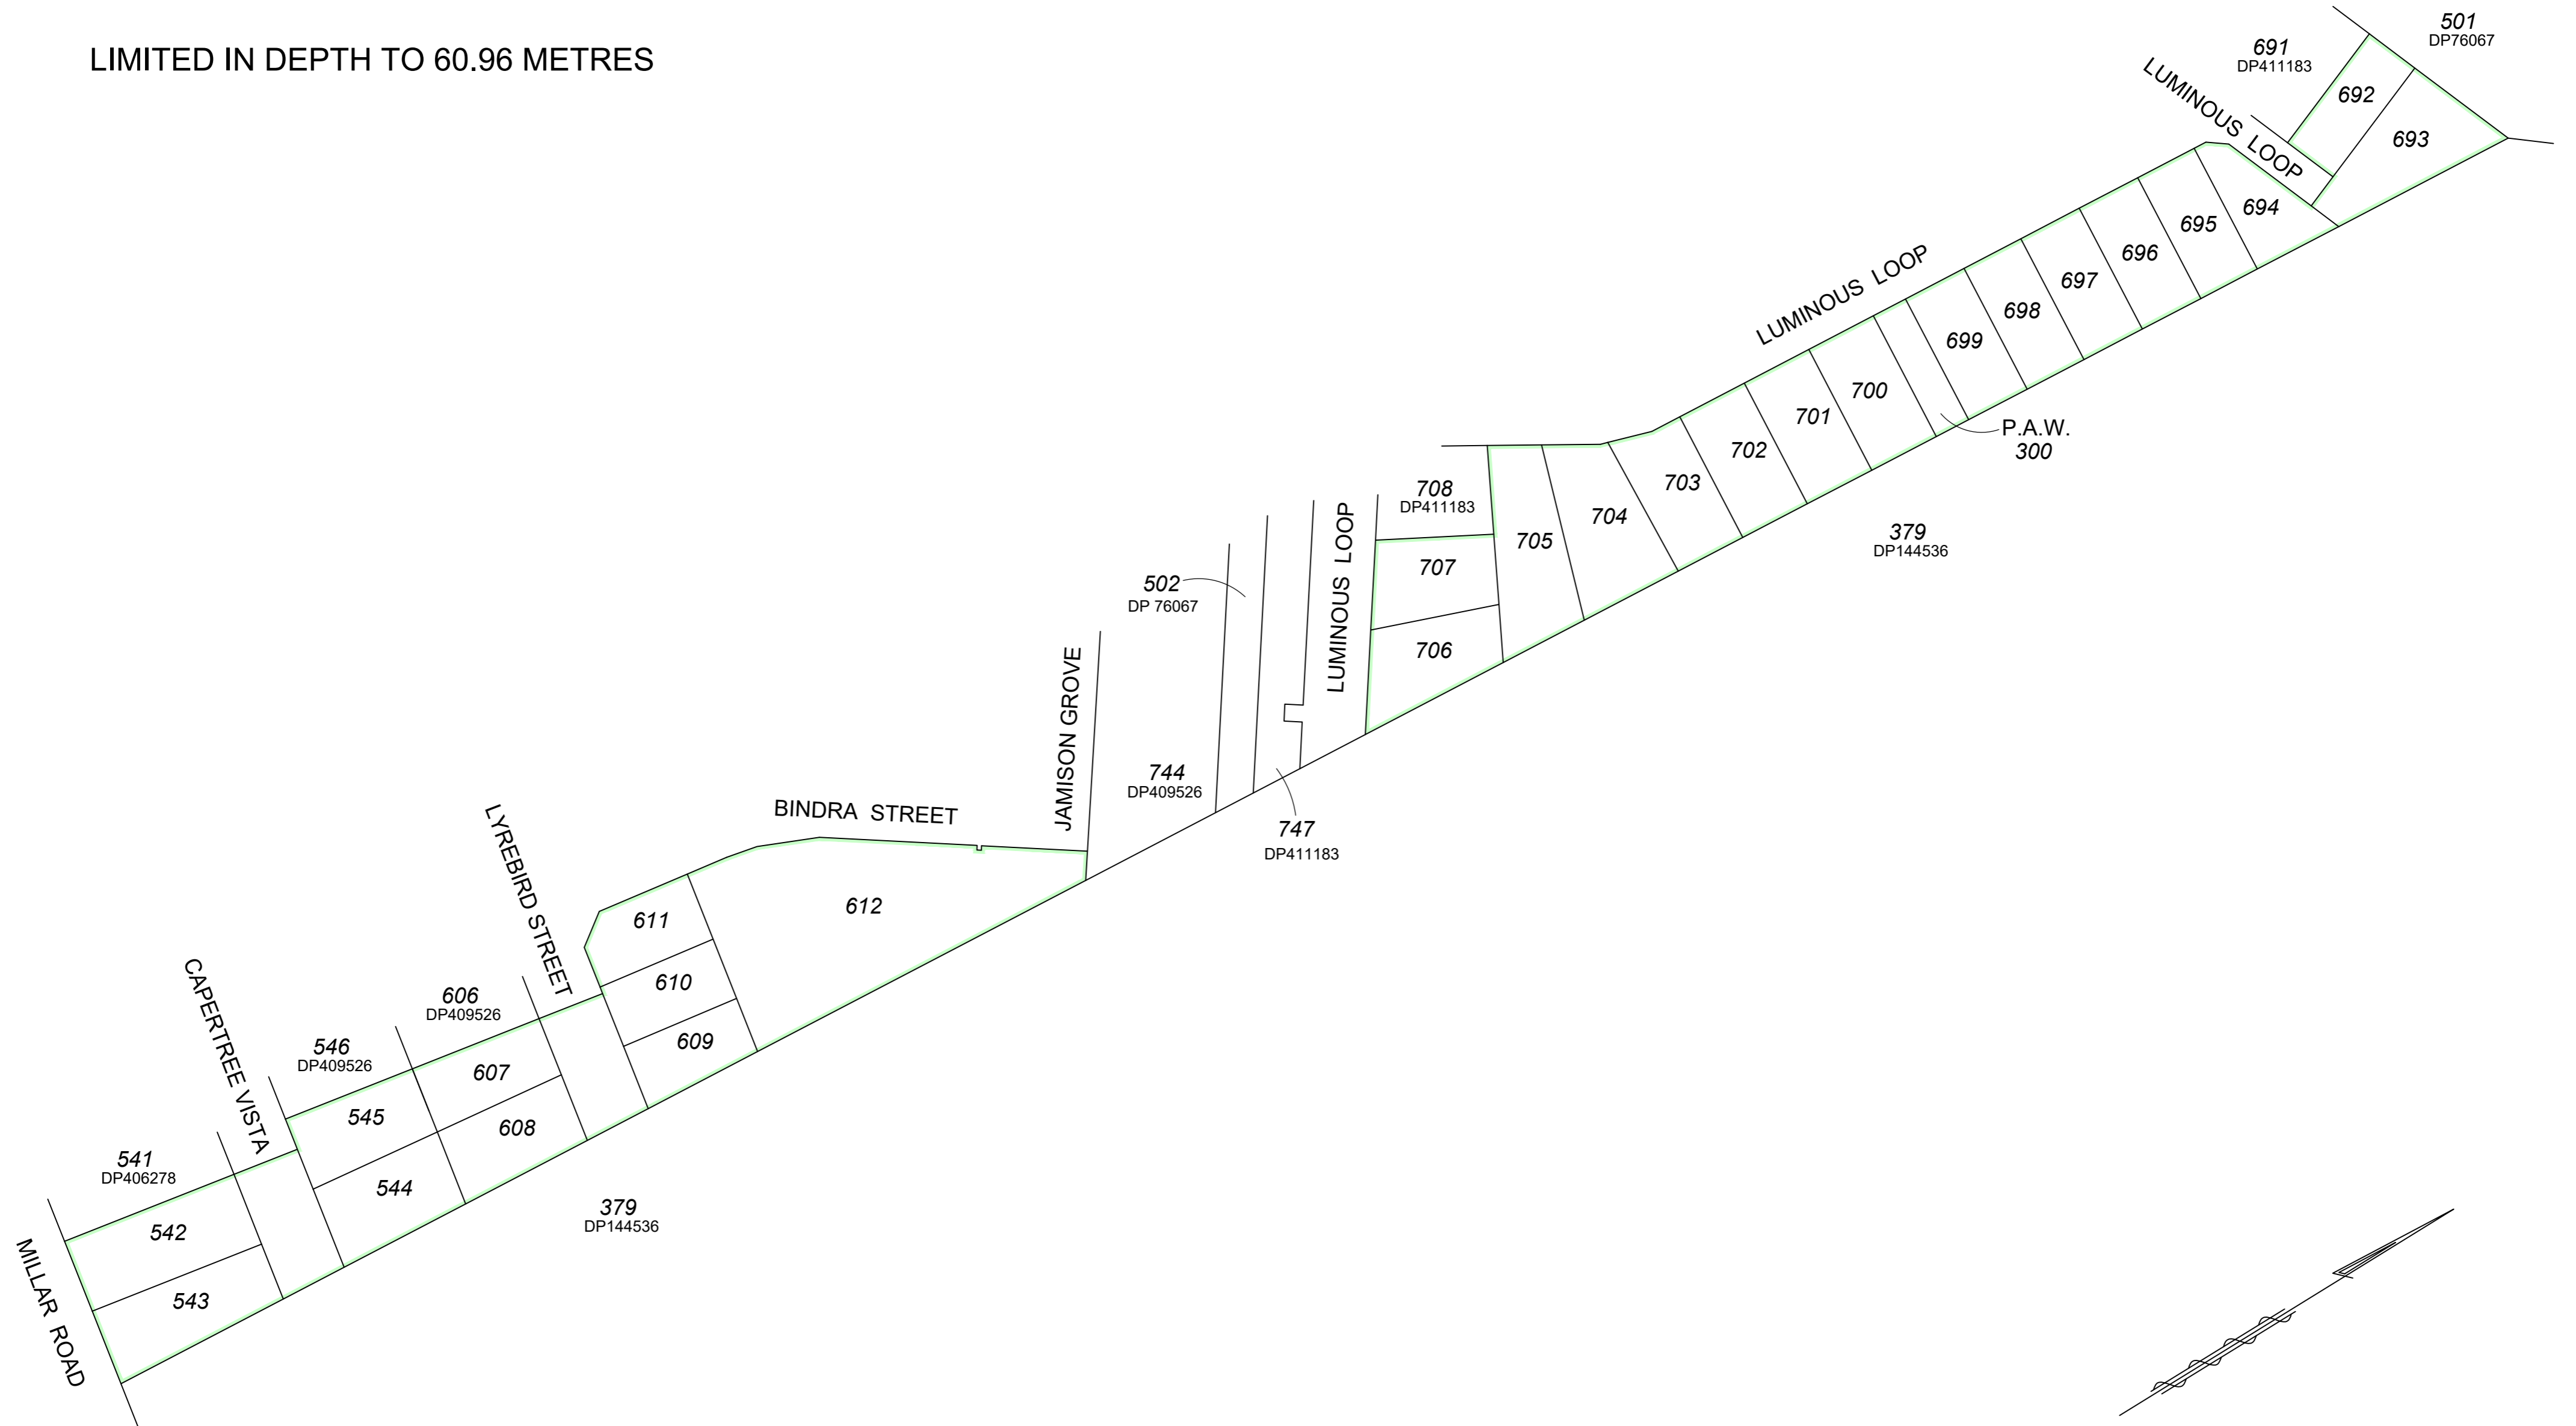 LIMITED IN DEPTH TO 60.96 METRES
501
DP76067
691
DP411183
LUMINOUS LOOP
692
693
694
695
696
697
698
699
LUMINOUS LOOP
700
701
702
703
704
705
P.A.W.
300
708
DP411183
707
706
LUMINOUS LOOP
379
DP144536
502
DP 76067
JAMISON GROVE
744
DP409526
747
DP411183
BINDRA STREET
LYREBIRD STREET
611
612
610
609
606
DP409526
607
608
CAPERTREE VISTA
546
DP409526
545
544
541
DP406278
542
543
379
DP144536
MILLAR ROAD